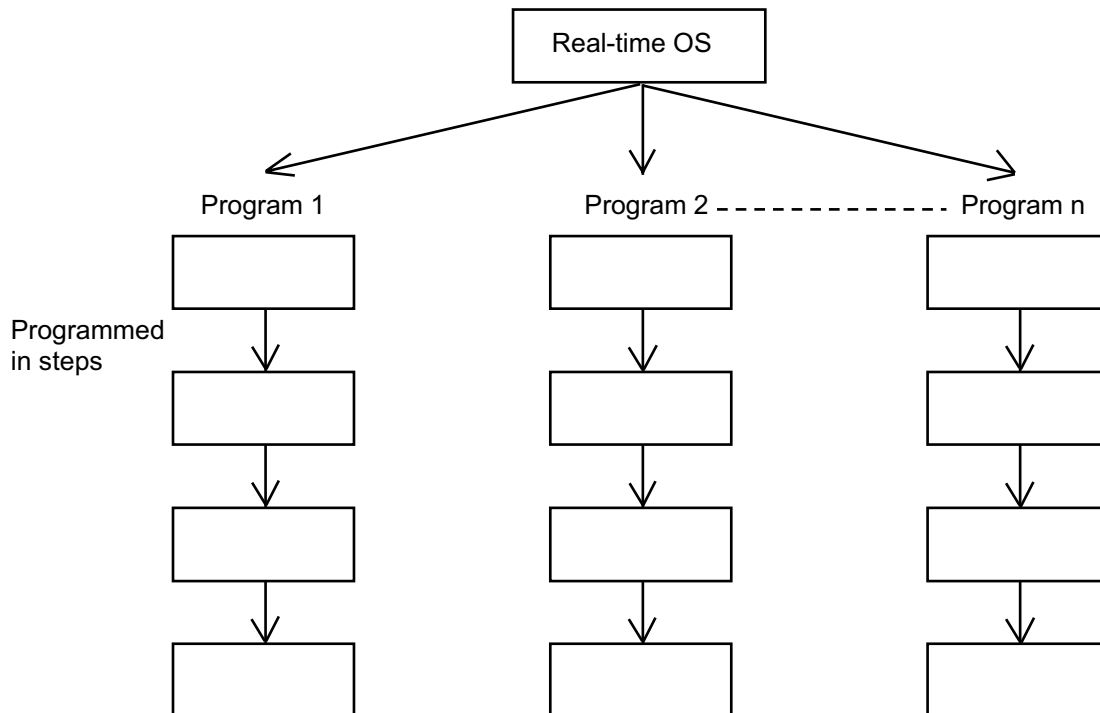 Real-time OS
Program 1
Program 2
Program n
Programmed
in steps